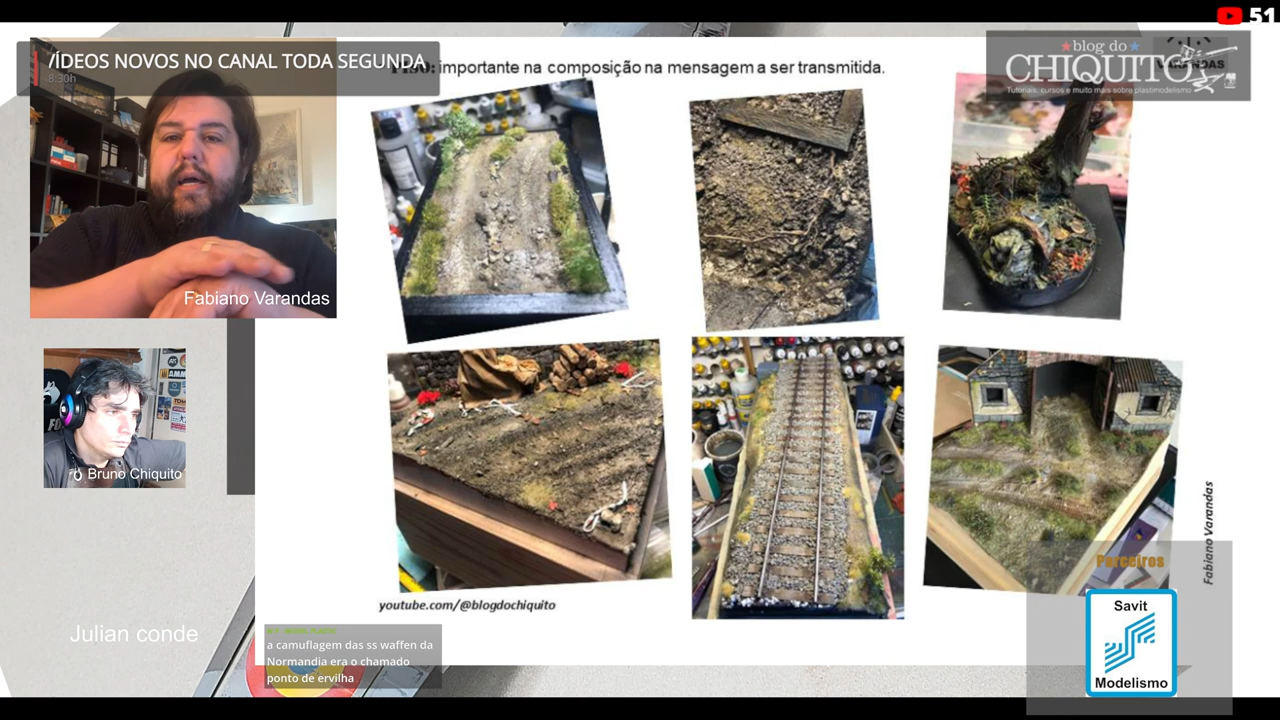 51
VÍDEOS NOVOS NO CANAL TODA SEGUNDA
8:30h
importante na composição na mensagem a ser transmitida.
blog do
CHIQUITO
Tutoriais, cursos e muito mais sobre plastimodelismo
VARANDAS
Fabiano Varandas
Bruno Chiquito
Fabiano Varandas
youtube.com/@blogdochiquito
Julian conde
a camuflagem das ss waffen da
Normandia era o chamado
ponto de ervilha
Parceiros
Savit
Modelismo